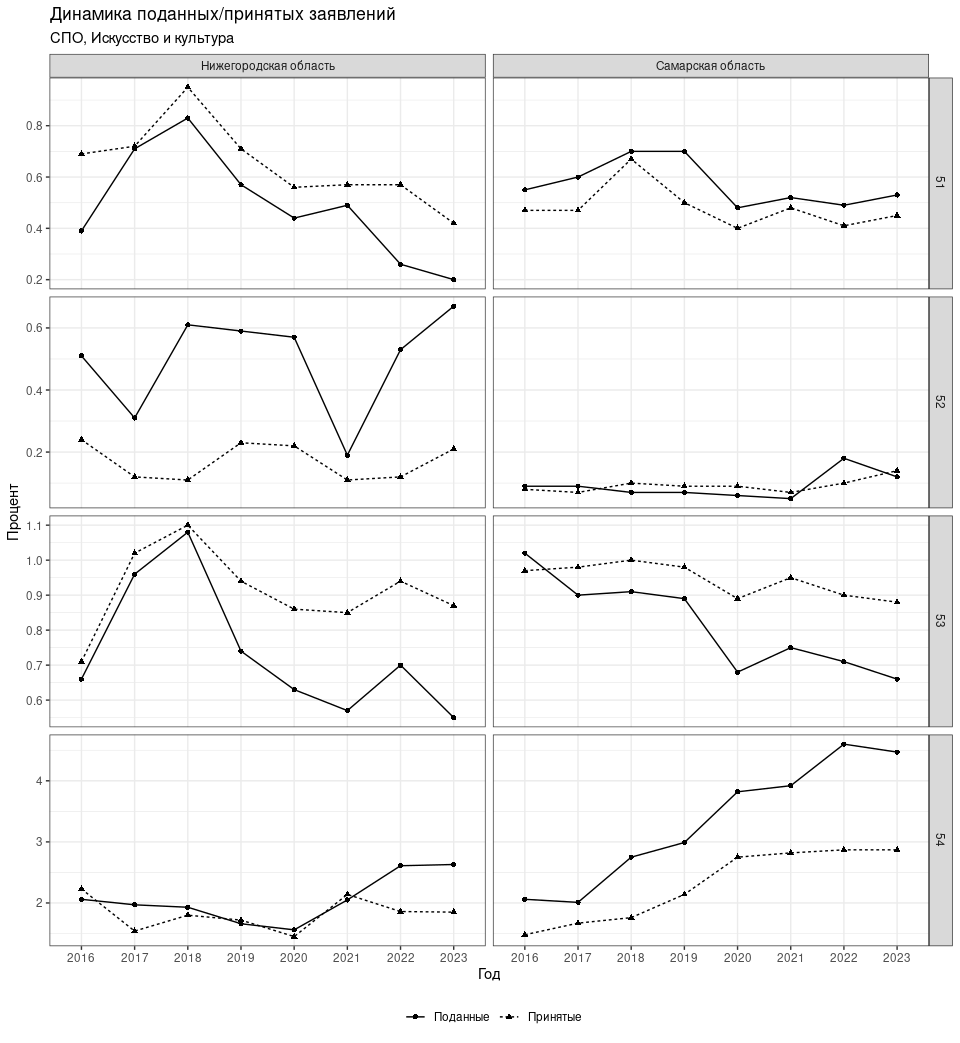 Динамика поданных/принятых заявлений
СПО, Искусство и культура
Нижегородская область
Самарская область
0.8
0.6
0.4
0.2
51
0.6
0.4
0.2
52
Процент
1.1
1.0
0.9
0.8
0.7
0.6
53
4
3
2
54
2016 2017 2018 2019 2020 2021 2022 2023
2016 2017 2018 2019 2020 2021 2022 2023
Год
Поданные Принятые